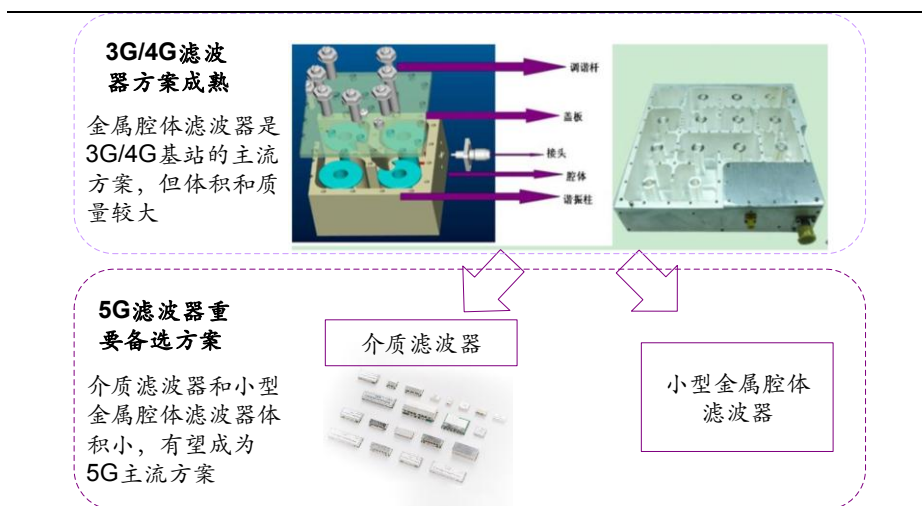 3G/4G滤波
器方案成熟
金属腔体滤波器是
3G/4G基站的主流
方案，但体积和质
量较大
调谐杆
盖板
接头
腔体
谐振柱
5G滤波器重
要备选方案
介质滤波器和小型
金属腔体滤波器体
积小，有望成为
5G主流方案
介质滤波器
小型金属腔体
滤波器